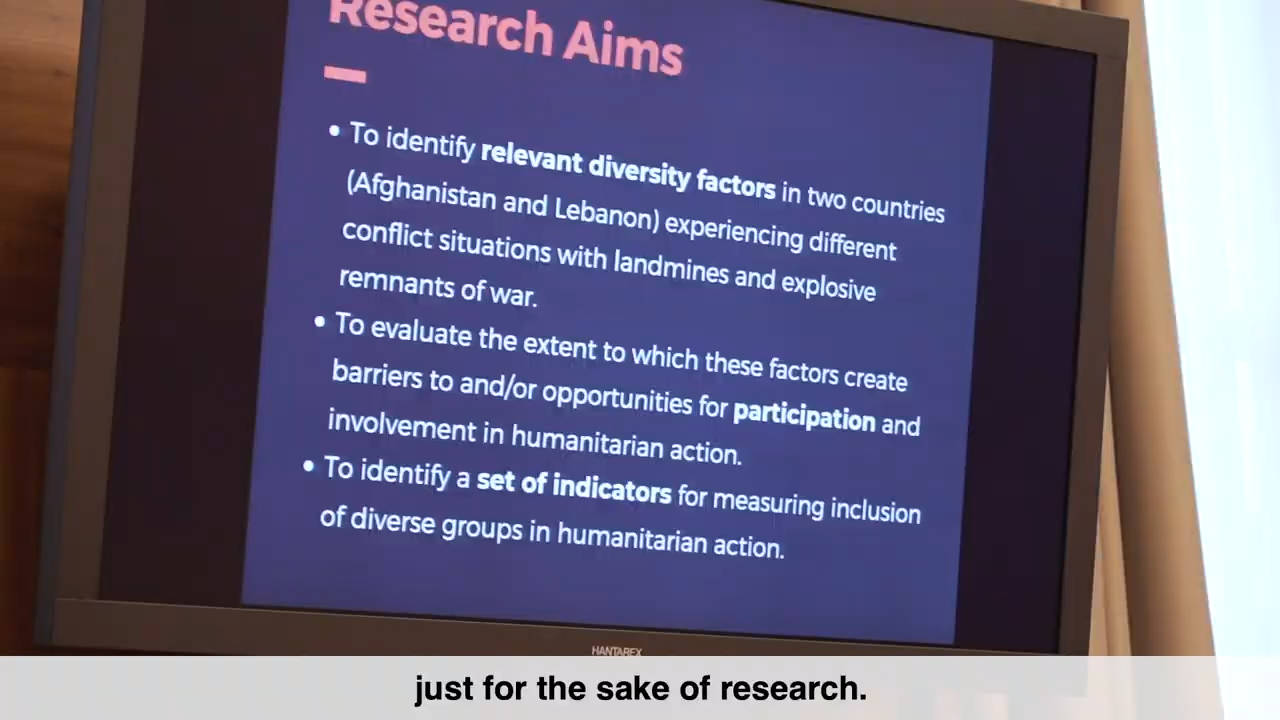 Research Aims
• To identify relevant diversity factors in two countries
(Afghanistan and Lebanon) experiencing different
conflict situations with landmines and explosive
remnants of war.
• To evaluate the extent to which these factors create
barriers to and/or opportunities for participation and
involvement in humanitarian action.
• To identify a set of indicators for measuring inclusion
of diverse groups in humanitarian action.
HANTAREX
just for the sake of research.